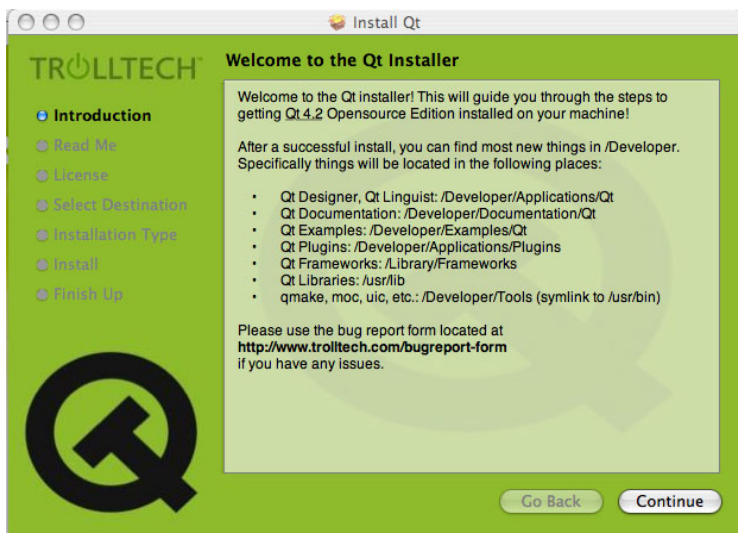 Install Qt
TROLLTECH
Introduction
Read Me
License
Select Destination
Installation Type
Install
Finish Up
Welcome to the Qt Installer
Welcome to the Qt installer! This will guide you through the steps to
getting Qt 4.2 Opensource Edition installed on your machine!
After a successful install, you can find most new things in /Developer.
Specifically things will be located in the following places:
• Qt Designer, Qt Linguist: /Developer/Applications/Qt
• Qt Documentation: /Developer/Documentation/Qt
• Qt Examples: /Developer/Examples/Qt
• Qt Plugins: /Developer/Applications/Plugins
• Qt Frameworks: /Library/Frameworks
• Qt Libraries: /usr/lib
• qmake, moc, uic, etc.: /Developer/Tools (symlink to /usr/bin)
Please use the bug report form located at
http://www.trolltech.com/bugreport-form
if you have any issues.
Go Back
Continue